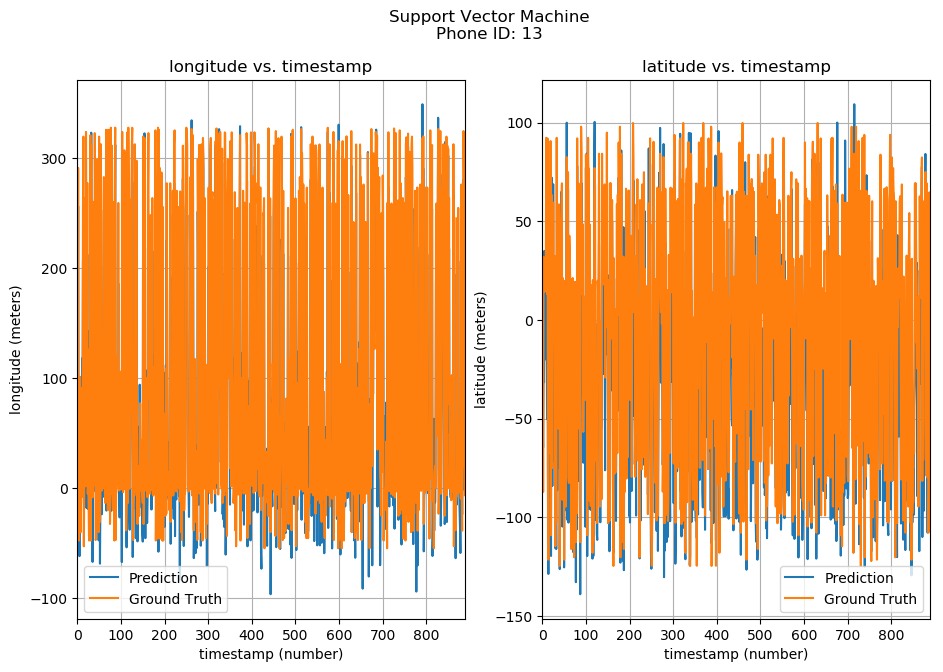 Support Vector Machine
Phone ID: 13
longitude vs. timestamp
longitude (meters)
300
200
100
0
−100
0 100 200 300 400 500 600 700 800
timestamp (number)
Prediction
Ground Truth
latitude vs. timestamp
latitude (meters)
100
50
0
−50
−100
−150
0 100 200 300 400 500 600 700 800
timestamp (number)
Prediction
Ground Truth